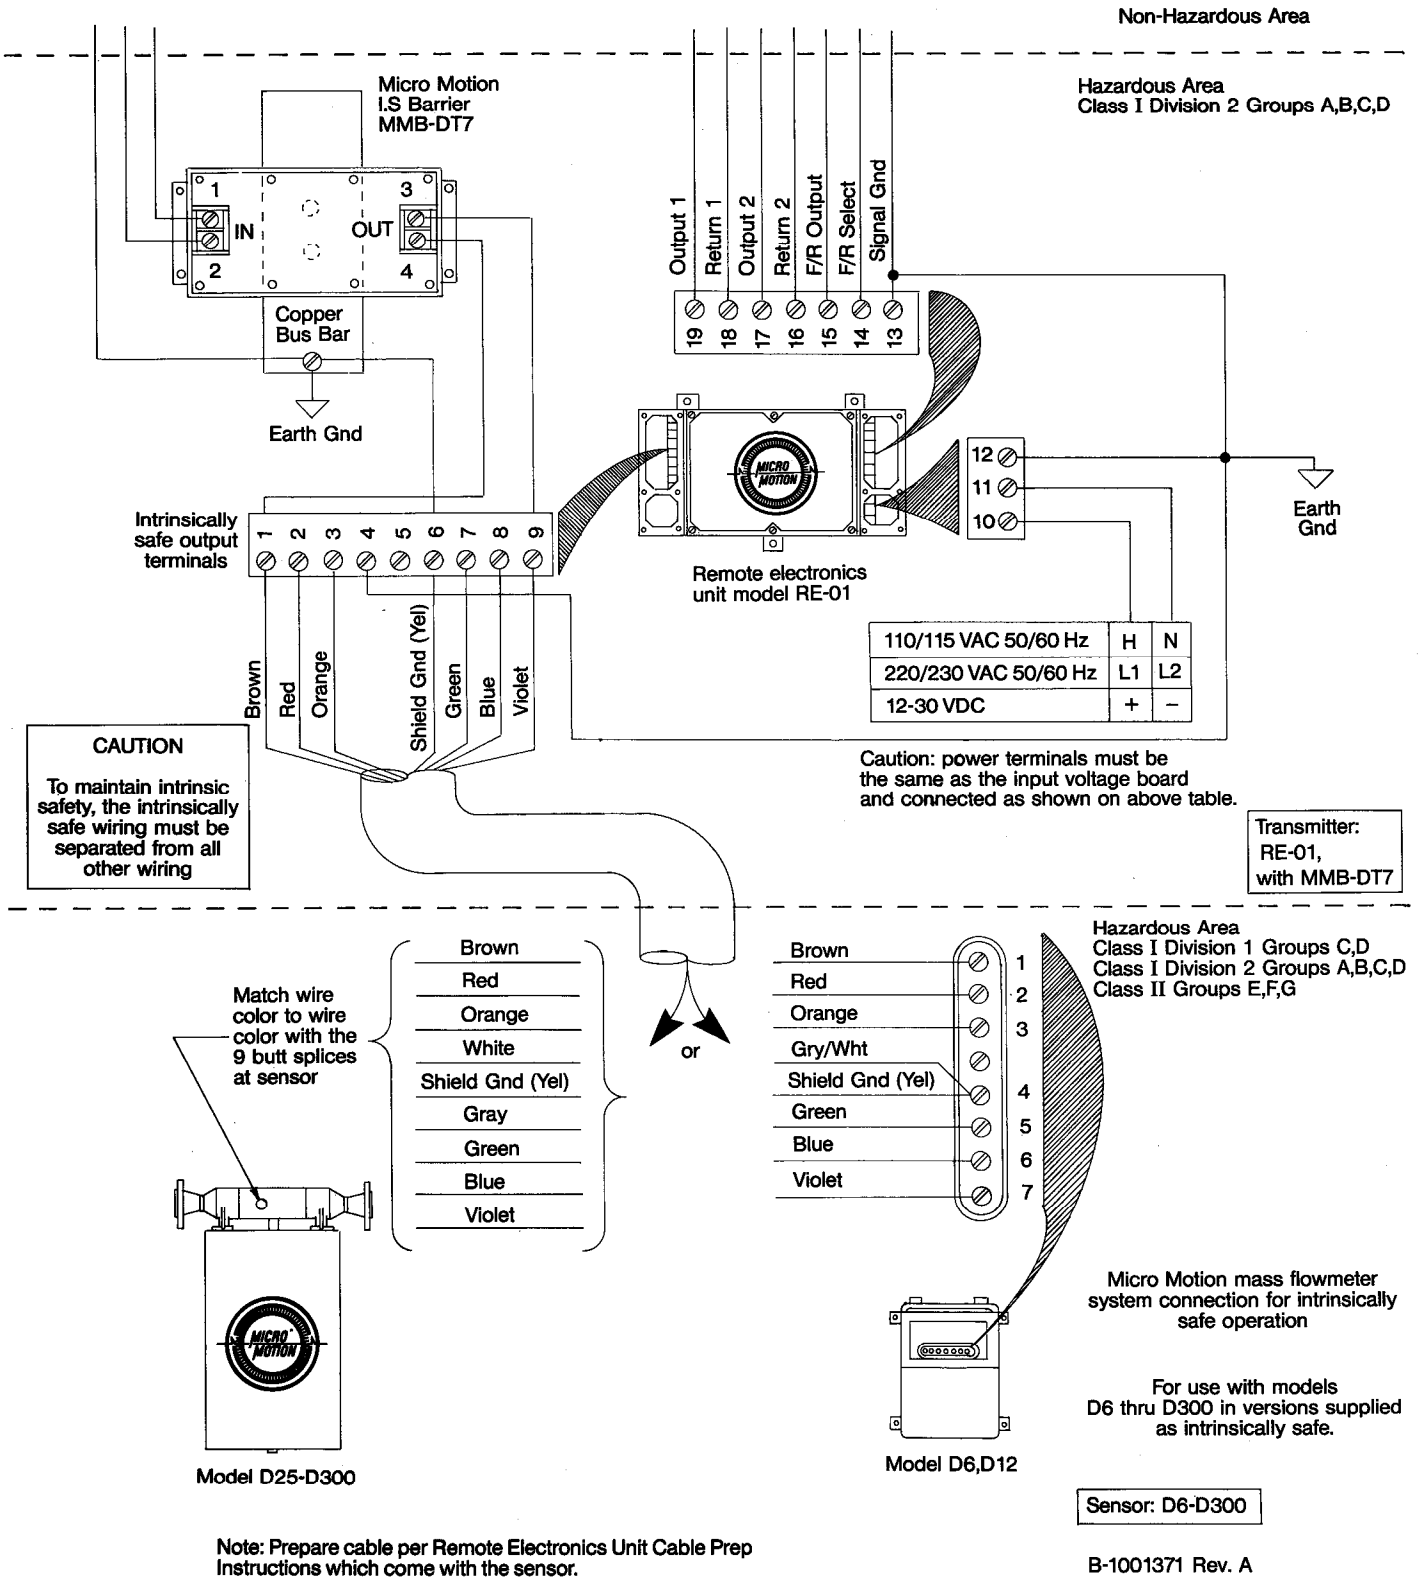 Non-Hazardous Area
Micro Motion
I.S Barrier
MMB-DT7
Hazardous Area
Class I Division 2 Groups A,B,C,D
1
3
IN
OUT
2
4
Copper
Bus Bar
Earth Gnd
Output 1
Return 1
Output 2
Return 2
F/R Output
F/R Select
Signal Gnd
19
18
17
16
15
14
13
MICRO
MOTION
12
11
10
Earth
Gnd
Remote electronics
unit model RE-01
Intrinsically
safe output
terminals
1
2
3
4
5
6
7
8
9
Brown
Red
Orange
Shield Gnd (Yel)
Green
Blue
Violet
110/115 VAC 50/60 Hz H N
220/230 VAC 50/60 Hz L1 L2
12-30 VDC + −
Caution: power terminals must be
the same as the input voltage board
and connected as shown on above table.
CAUTION
To maintain intrinsic
safety, the intrinsically
safe wiring must be
separated from all
other wiring
Transmitter:
RE-01,
with MMB-DT7
Hazardous Area
Class I Division 1 Groups C,D
Class I Division 2 Groups A,B,C,D
Class II Groups E,F,G
Match wire
color to wire
color with the
9 butt splices
at sensor
Brown
Red
Orange
White
Shield Gnd (Yel)
Gray
Green
Blue
Violet
or
Brown
Red
Orange
Gry/Wht
Shield Gnd (Yel)
Green
Blue
Violet
1
2
3
4
5
6
7
MICRO
MOTION
Model D25-D300
Model D6,D12
Micro Motion mass flowmeter
system connection for intrinsically
safe operation
For use with models
D6 thru D300 in versions supplied
as intrinsically safe.
Sensor: D6-D300
Note: Prepare cable per Remote Electronics Unit Cable Prep
Instructions which come with the sensor.
B-1001371 Rev. A